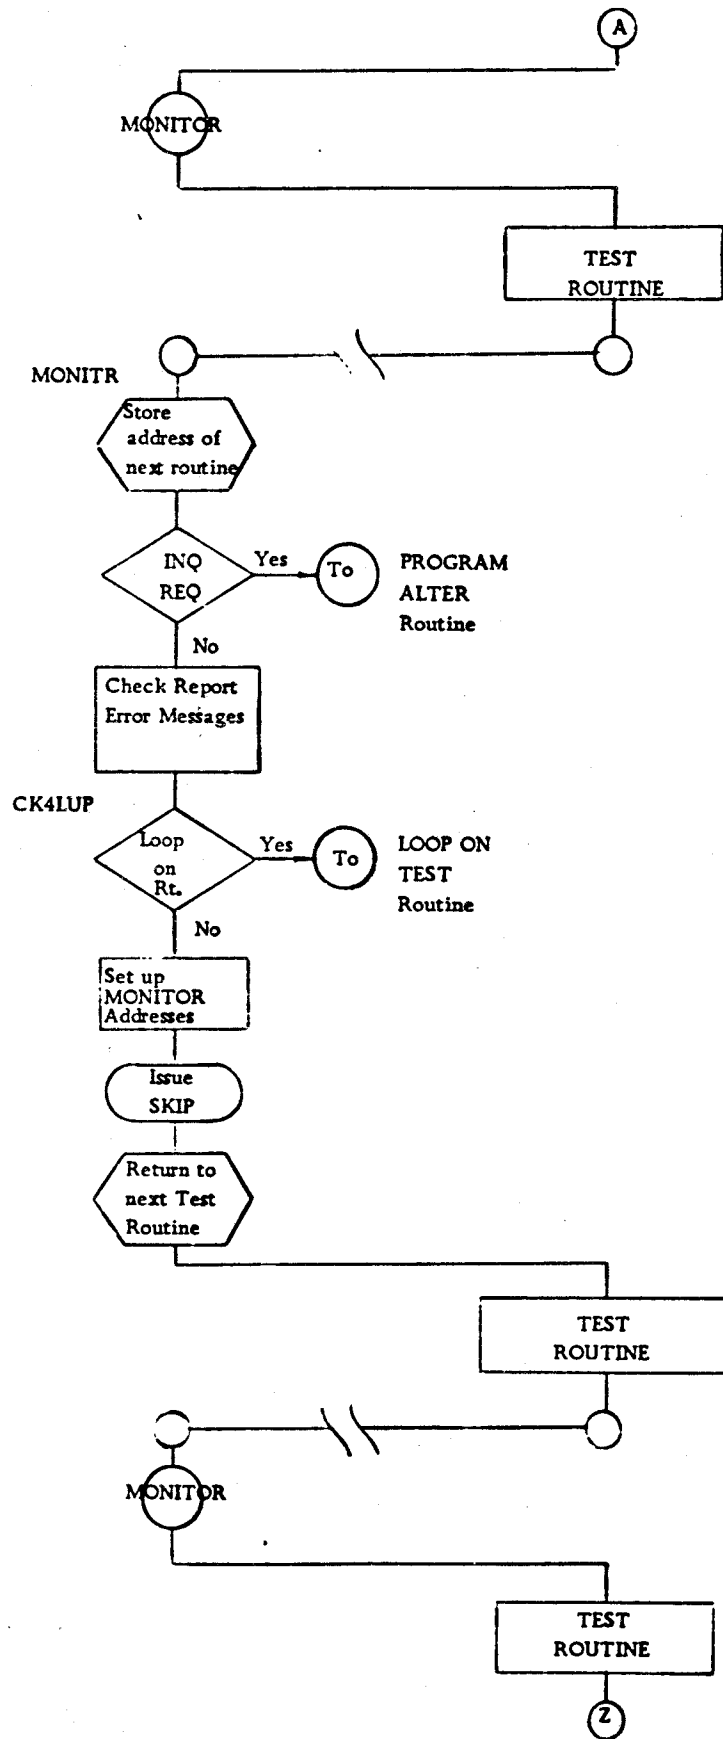 A
MONITOR
TEST
ROUTINE
MONITR
Store
address of
next routine
INQ
REQ
Yes
To
PROGRAM
ALTER
Routine
No
Check Report
Error Messages
CK4LUP
Loop
on
Rt.
Yes
To
LOOP ON
TEST
Routine
No
Set up
MONITOR
Addresses
Issue
SKIP
Return to
next Test
Routine
TEST
ROUTINE
MONITOR
TEST
ROUTINE
Z